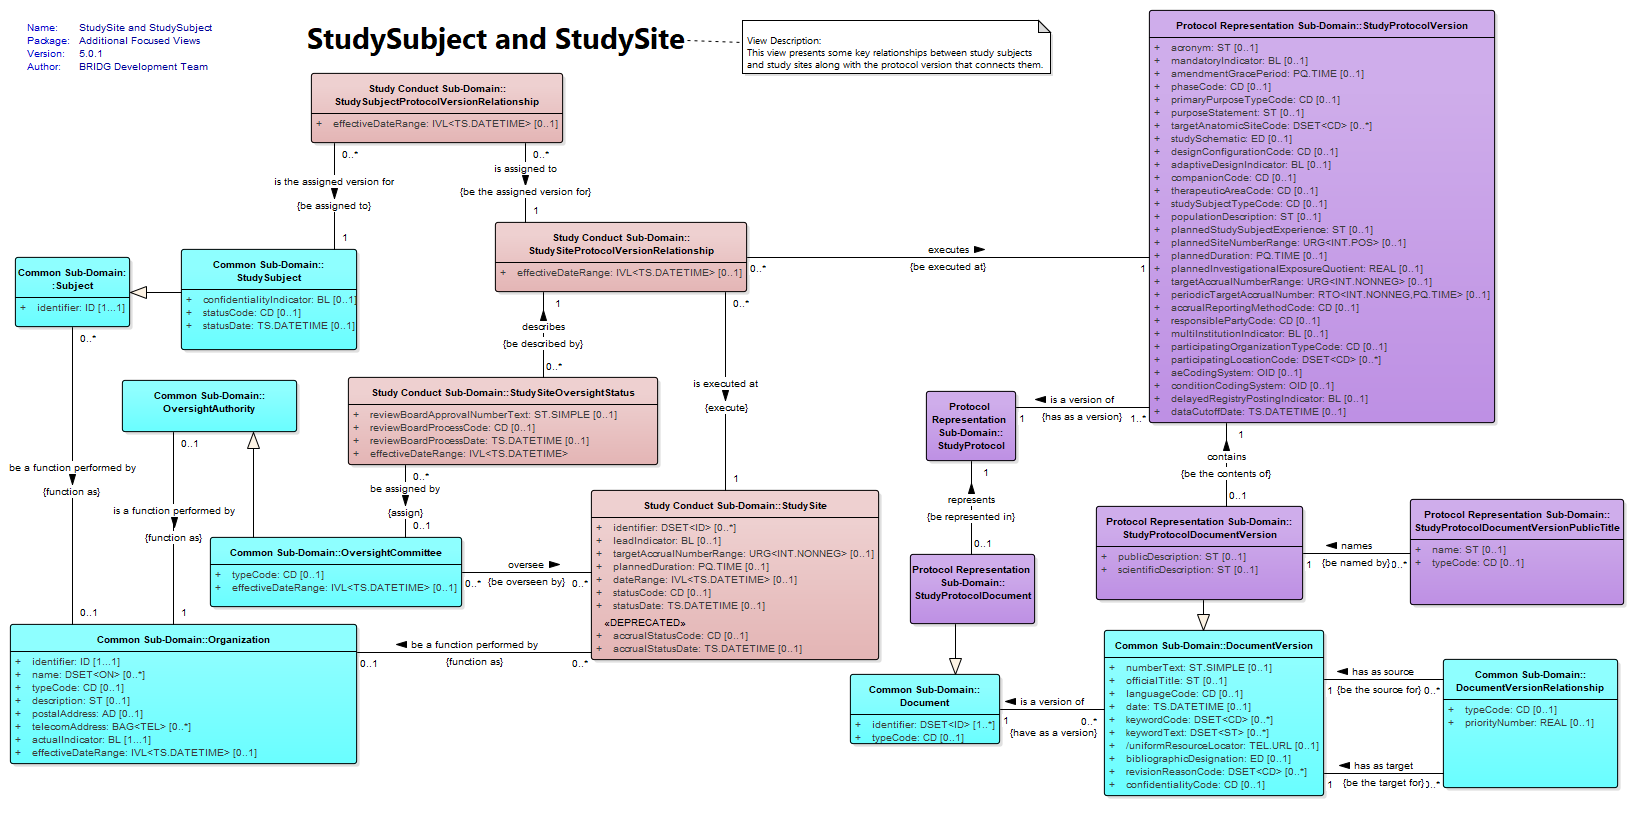 Name: StudySite and StudySubject
Package: Additional Focused Views
Version: 5.0.1
Author: BRIDG Development Team
StudySubject and StudySite
View Description:
This view presents some key relationships between study subjects
and study sites along with the protocol version that connects them.
Study Conduct Sub-Domain::
StudySubjectProtocolVersionRelationship
+ effectiveDateRange: IVL<TS.DATETIME> [0..1]
0..*
is the assigned version for
{be assigned to}
1
0..*
is assigned to
{be the assigned version for}
1
Study Conduct Sub-Domain::
StudySiteProtocolVersionRelationship
+ effectiveDateRange: IVL<TS.DATETIME> [0..1]
executes
0..*
{be executed at}
1
Protocol Representation Sub-Domain::StudyProtocolVersion
+ acronym: ST [0..1]
+ mandatoryIndicator: BL [0..1]
+ amendmentGracePeriod: PQ.TIME [0..1]
+ phaseCode: CD [0..1]
+ primaryPurposeTypeCode: CD [0..1]
+ purposeStatement: ST [0..1]
+ targetAnatomicSiteCode: DSET<CD> [0..*]
+ studySchematic: ED [0..1]
+ designConfigurationCode: CD [0..1]
+ adaptiveDesignIndicator: BL [0..1]
+ companionCode: CD [0..1]
+ therapeuticAreaCode: CD [0..1]
+ studySubjectTypeCode: CD [0..1]
+ populationDescription: ST [0..1]
+ plannedStudySubjectExperience: ST [0..1]
+ plannedSiteNumberRange: URG<INT.POS> [0..1]
+ plannedDuration: PQ.TIME [0..1]
+ plannedInvestigationalExposureQuotient: REAL [0..1]
+ targetAccrualNumberRange: URG<INT.NONNEG> [0..1]
+ periodicTargetAccrualNumber: RTO<INT.NONNEG,PQ.TIME> [0..1]
+ accrualReportingMethodCode: CD [0..1]
+ responsiblePartyCode: CD [0..1]
+ multiInstitutionIndicator: BL [0..1]
+ participatingOrganizationTypeCode: CD [0..1]
+ participatingLocationCode: DSET<CD> [0..*]
+ aeCodingSystem: OID [0..1]
+ conditionCodingSystem: OID [0..1]
+ delayedRegistryPostingIndicator: BL [0..1]
+ dataCutoffDate: TS.DATETIME [0..1]
Common Sub-Domain:
:Subject
+ identifier: ID [1...1]
Common Sub-Domain::
StudySubject
+ confidentialityIndicator: BL [0..1]
+ statusCode: CD [0..1]
+ statusDate: TS.DATETIME [0..1]
0..*
be a function performed by
{function as}
0..1
Common Sub-Domain::
OversightAuthority
0..1
is a function performed by
{function as}
1
1
describes
{be described by}
0..*
Study Conduct Sub-Domain::StudySiteOversightStatus
+ reviewBoardApprovalNumberText: ST.SIMPLE [0..1]
+ reviewBoardProcessCode: CD [0..1]
+ reviewBoardProcessDate: TS.DATETIME [0..1]
+ effectiveDateRange: IVL<TS.DATETIME>
0..*
be assigned by
{assign}
0..1
0..*
is executed at
{execute}
1
Common Sub-Domain::OversightCommittee
+ typeCode: CD [0..1]
+ effectiveDateRange: IVL<TS.DATETIME> [0..1]
oversee
0..* {be overseen by} 0..*
Study Conduct Sub-Domain::StudySite
+ identifier: DSET<ID> [0..*]
+ leadIndicator: BL [0..1]
+ targetAccrualNumberRange: URG<INT.NONNEG> [0..1]
+ plannedDuration: PQ.TIME [0..1]
+ dateRange: IVL<TS.DATETIME> [0..1]
+ statusCode: CD [0..1]
+ statusDate: TS.DATETIME [0..1]
«DEPRECATED»
+ accrualStatusCode: CD [0..1]
+ accrualStatusDate: TS.DATETIME [0..1]
be a function performed by
0..1 {function as} 0..*
Common Sub-Domain::Organization
+ identifier: ID [1...1]
+ name: DSET<ON> [0..*]
+ typeCode: CD [0..1]
+ description: ST [0..1]
+ postalAddress: AD [0..1]
+ telecomAddress: BAG<TEL> [0..*]
+ actualIndicator: BL [1...1]
+ effectiveDateRange: IVL<TS.DATETIME> [0..1]
Protocol
Representation
Sub-Domain::
StudyProtocol
is a version of
1 {has as a version} 1..*
1
represents
{be represented in}
0..1
Protocol Representation
Sub-Domain::
StudyProtocolDocument
1
contains
{be the contents of}
0..1
Protocol Representation Sub-Domain::
StudyProtocolDocumentVersion
+ publicDescription: ST [0..1]
+ scientificDescription: ST [0..1]
names
1 {be named by} 0..*
Protocol Representation Sub-Domain::
StudyProtocolDocumentVersionPublicTitle
+ name: ST [0..1]
+ typeCode: CD [0..1]
Common Sub-Domain::
Document
+ identifier: DSET<ID> [1..*]
+ typeCode: CD [0..1]
is a version of
1 0..*
{have as a version}
Common Sub-Domain::DocumentVersion
+ numberText: ST.SIMPLE [0..1]
+ officialTitle: ST [0..1]
+ languageCode: CD [0..1]
+ date: TS.DATETIME [0..1]
+ keywordCode: DSET<CD> [0..*]
+ keywordText: DSET<ST> [0..*]
+ /uniformResourceLocator: TEL.URL [0..1]
+ bibliographicDesignation: ED [0..1]
+ revisionReasonCode: DSET<CD> [0..*]
+ confidentialityCode: CD [0..1]
has as source
1 {be the source for} 0..*
has as target
1 {be the target for} 0..*
Common Sub-Domain::
DocumentVersionRelationship
+ typeCode: CD [0..1]
+ priorityNumber: REAL [0..1]